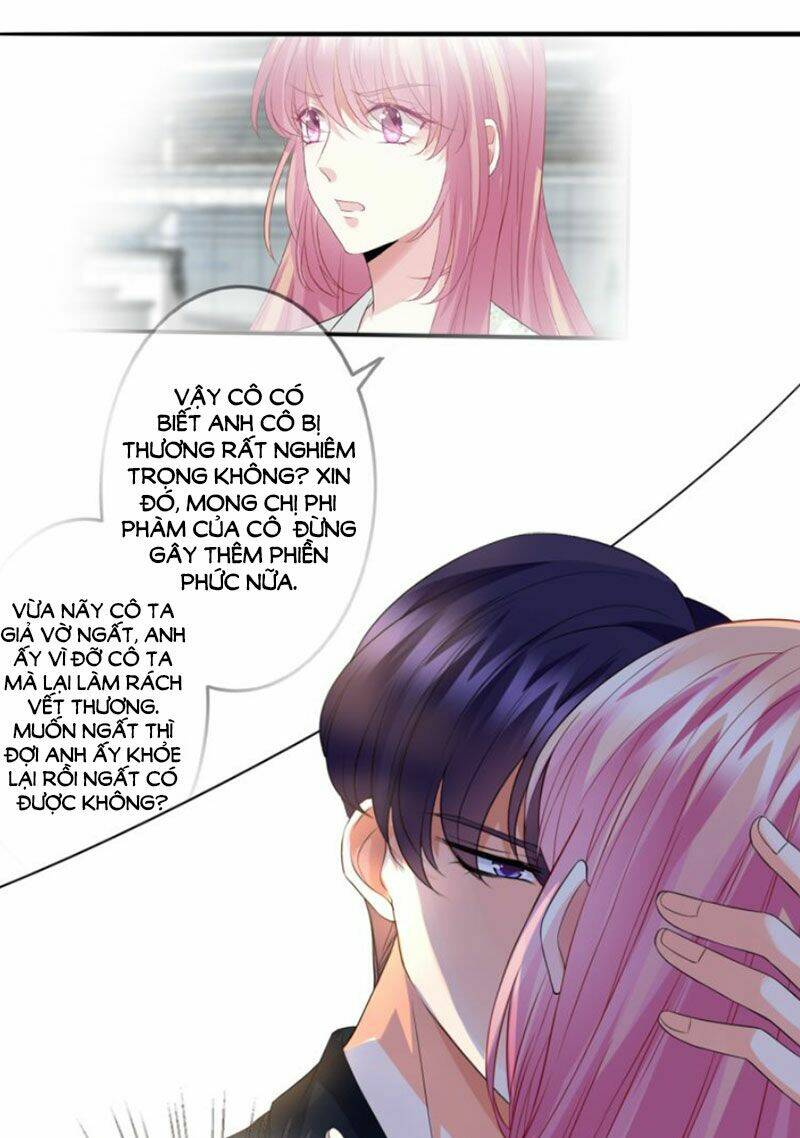 VẬY CÔ CÓ
BIẾT ANH CÔ BỊ
THƯƠNG RẤT NGHIÊM
TRỌNG KHÔNG? XIN
ĐÓ, MONG CHỊ PHI
PHÀM CỦA CÔ ĐỪNG
GÂY THÊM PHIỀN
PHỨC NỮA.
VỪA NÃY CÔ TA
GIẢ VỜ NGẤT, ANH
ẤY VÌ ĐỠ CÔ TA
MÀ LẠI LÀM RÁCH
VẾT THƯƠNG.
MUỐN NGẤT THÌ
ĐỢI ANH ẤY KHỎE
LẠI RỒI NGẤT CÓ
ĐƯỢC KHÔNG?